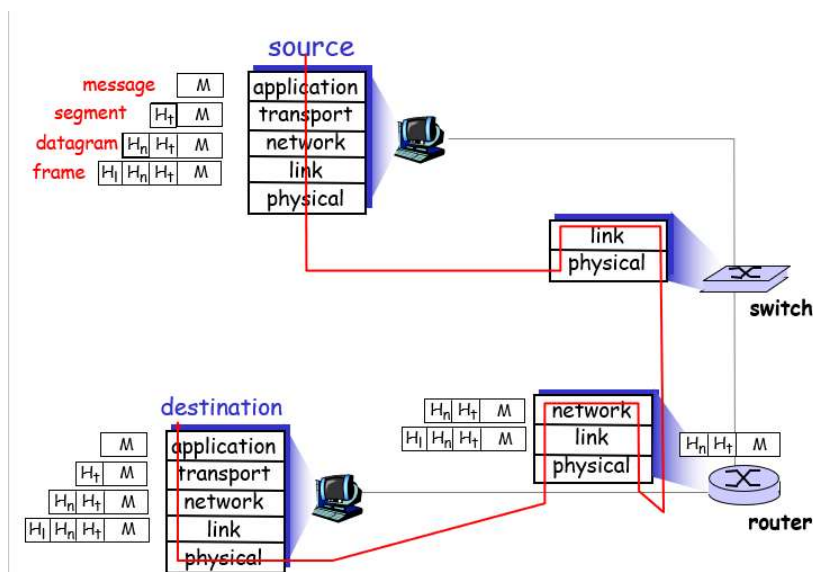 source
message M application
segment Ht M transport
datagram Hn Ht M network
frame Hl Hn Ht M link
physical
link
physical
switch
destination
M application
Ht M transport
Hn Ht M network
Hl Hn Ht M link
physical
Hn Ht M network
Hl Hn Ht M link
physical
Hn Ht M
router